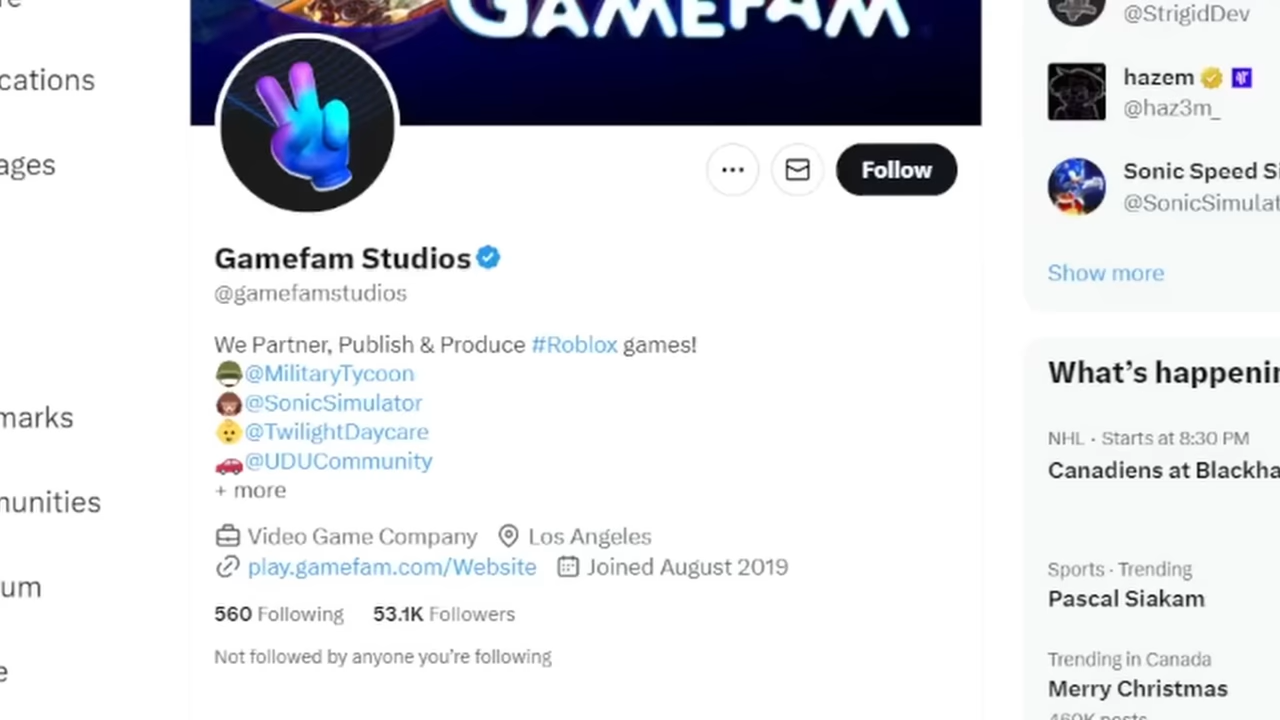 GAMEFAM
cations
ages
marks
munities
um
e
Follow
Gamefam Studios
@gamefamstudios
We Partner, Publish & Produce #Roblox games!
@MilitaryTycoon
@SonicSimulator
@TwilightDaycare
@UDUCommunity
+ more
Video Game Company Los Angeles
play.gamefam.com/Website Joined August 2019
560 Following 53.1K Followers
Not followed by anyone you're following
@StrigidDev
hazem
@haz3m_
Sonic Speed Si
@SonicSimulat
Show more
What's happenin
NHL · Starts at 8:30 PM
Canadiens at Blackha
Sports · Trending
Pascal Siakam
Trending in Canada
Merry Christmas
460K posts